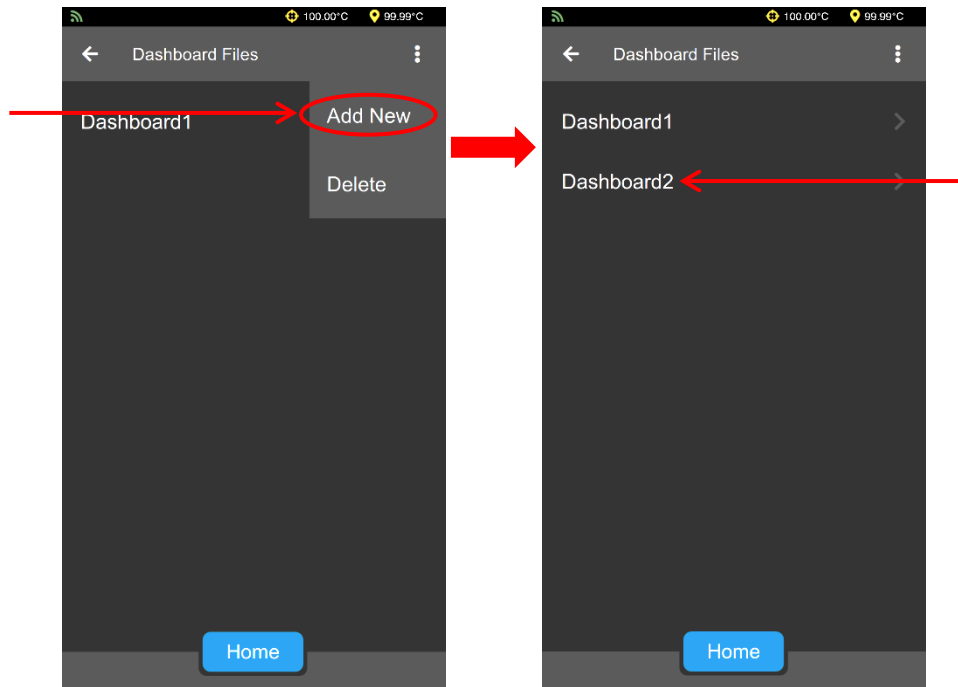 100.00°C 99.99°C
Dashboard Files
Dashboard1
Add New
Delete
Home
100.00°C 99.99°C
Dashboard Files
Dashboard1
Dashboard2
Home